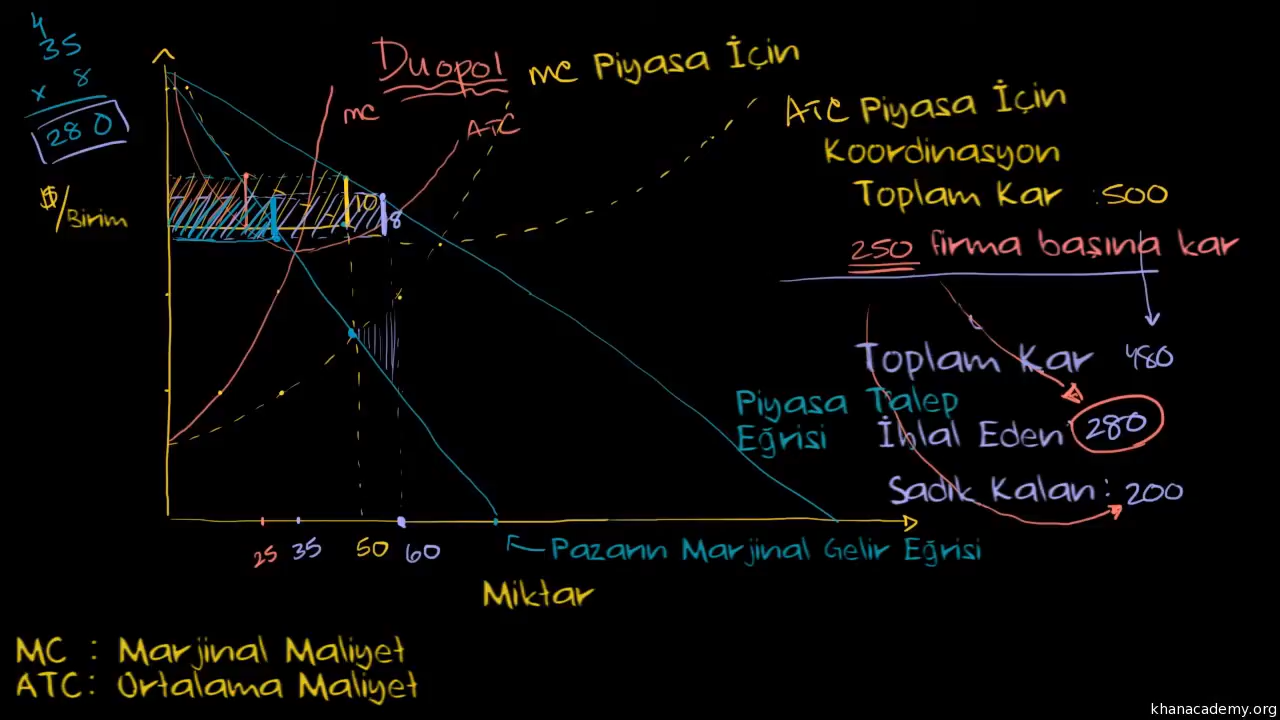 4
35
x 8
280
Duopol
MC Piyasa İçin
MC
ATC
ATC Piyasa İçin
Koordinasyon
Toplam Kar :500
250 firma başına kar
$/Birim
10
8
Toplam Kar 480
Piyasa Talep
Eğrisi
İhlal Eden 280
Sadık Kalan: 200
25 35 50 60
Pazarın Marjinal Gelir Eğrisi
Miktar
MC : Marjinal Maliyet
ATC: Ortalama Maliyet
khanacademy.org